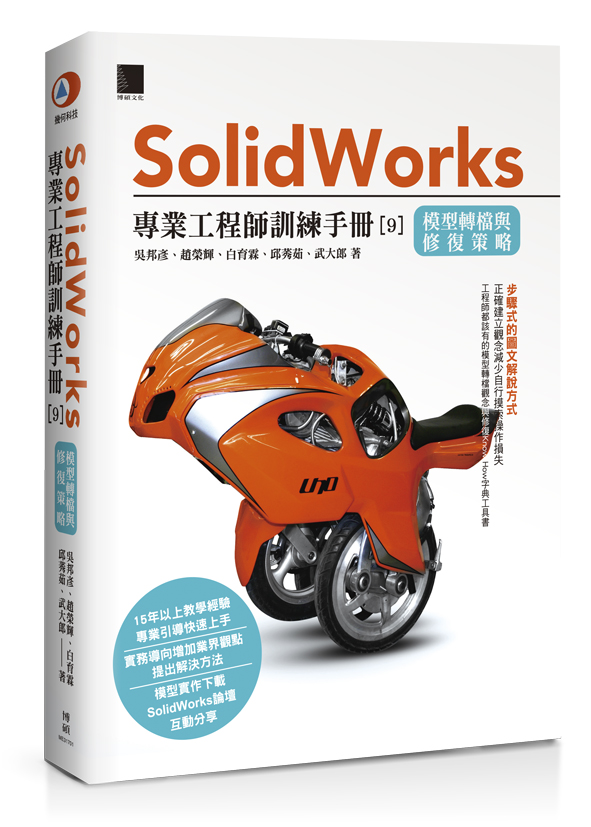 幾何科技
SolidWorks
專業工程師訓練手冊[9]
模型轉檔與
修復策略
吳邦彥、趙榮輝、白育霖
邱莠茹、武大郎——著
博碩
ME31701
博碩文化
SolidWorks
專業工程師訓練手冊[9]
模型轉檔與
修復策略
吳邦彥、趙榮輝、白育霖、邱莠茹、武大郎 著
步驟式的圖文解說方式
正確建立觀念減少自行摸索操作損失
工程師都該有的模型轉檔觀念與修復Know How字典工具書
UNO
15年以上教學經驗
專業引導快速上手
實務導向增加業界觀點
提出解決方法
模型實作下載
SolidWorks論壇
互動分享